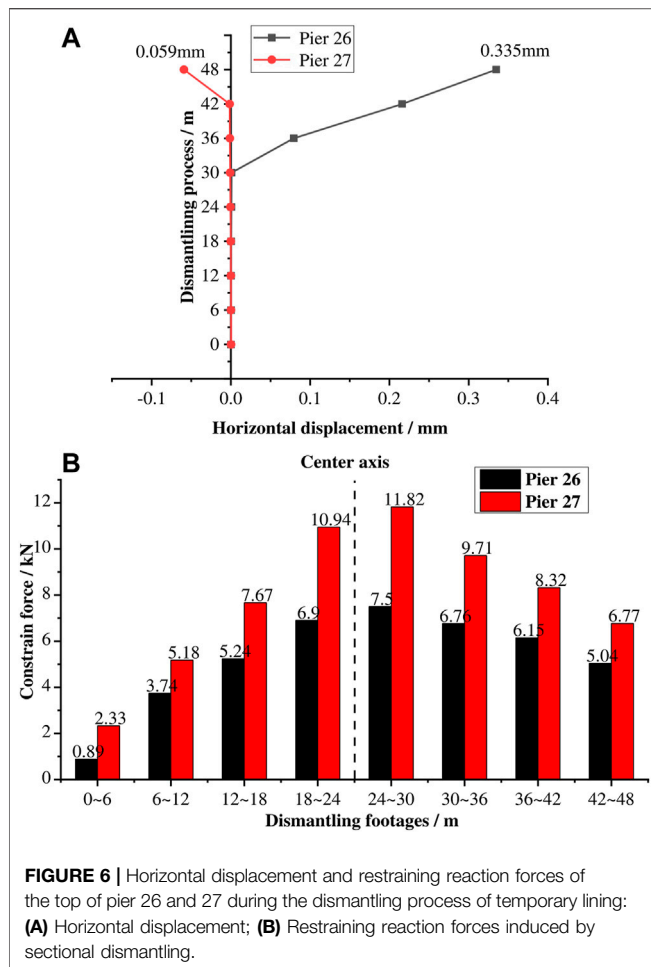 A
Pier 26
Pier 27
0.059mm
0.335mm
48
42
36
30
24
18
12
6
0
Dismantlinng process / m
-0.1 0.0 0.1 0.2 0.3 0.4
Horizontal displacement / mm
B
Center axis
Pier 26
Pier 27
12
10
8
6
4
2
0
Constrain force / kN
0.89 2.33 3.74 5.18 5.24 7.67 6.9 10.94 7.5 11.82 6.76 9.71 6.15 8.32 5.04 6.77
0~6 6~12 12~18 18~24 24~30 30~36 36~42 42~48
Dismantling footages / m
FIGURE 6 | Horizontal displacement and restraining reaction forces of
the top of pier 26 and 27 during the dismantling process of temporary lining:
(A) Horizontal displacement; (B) Restraining reaction forces induced by
sectional dismantling.